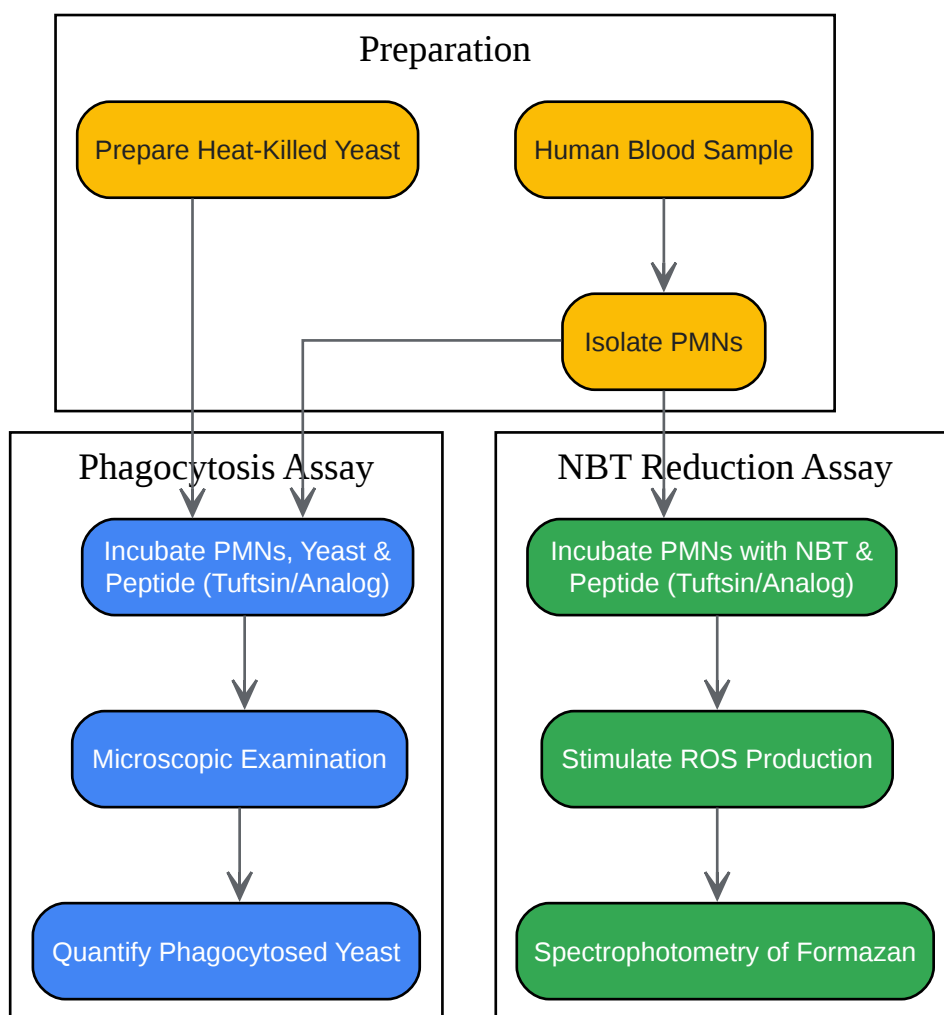 Preparation
Prepare Heat-Killed Yeast
Human Blood Sample
Isolate PMNs
Phagocytosis Assay
Incubate PMNs, Yeast &
Peptide (Tuftsin/Analog)
Microscopic Examination
Quantify Phagocytosed Yeast
NBT Reduction Assay
Incubate PMNs with NBT &
Peptide (Tuftsin/Analog)
Stimulate ROS Production
Spectrophotometry of Formazan